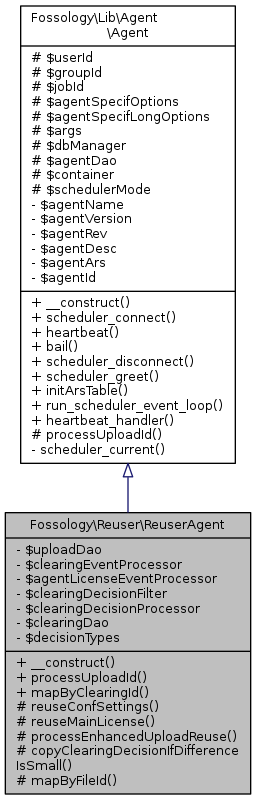 Fossology\Lib\Agent
\Agent
# $userId
# $groupId
# $jobId
# $agentSpecifOptions
# $agentSpecifLongOptions
# $args
# $dbManager
# $agentDao
# $container
# $schedulerMode
- $agentName
- $agentVersion
- $agentRev
- $agentDesc
- $agentArs
- $agentId
+ __construct()
+ scheduler_connect()
+ heartbeat()
+ bail()
+ scheduler_disconnect()
+ scheduler_greet()
+ initArsTable()
+ run_scheduler_event_loop()
+ heartbeat_handler()
# processUploadId()
- scheduler_current()
Fossology\Reuser\ReuserAgent
- $uploadDao
- $clearingEventProcessor
- $agentLicenseEventProcessor
- $clearingDecisionFilter
- $clearingDecisionProcessor
- $clearingDao
- $decisionTypes
+ __construct()
+ processUploadId()
+ mapByClearingId()
# reuseConfSettings()
# reuseMainLicense()
# processEnhancedUploadReuse()
# copyClearingDecisionIfDifference
IsSmall()
# mapByFileId()